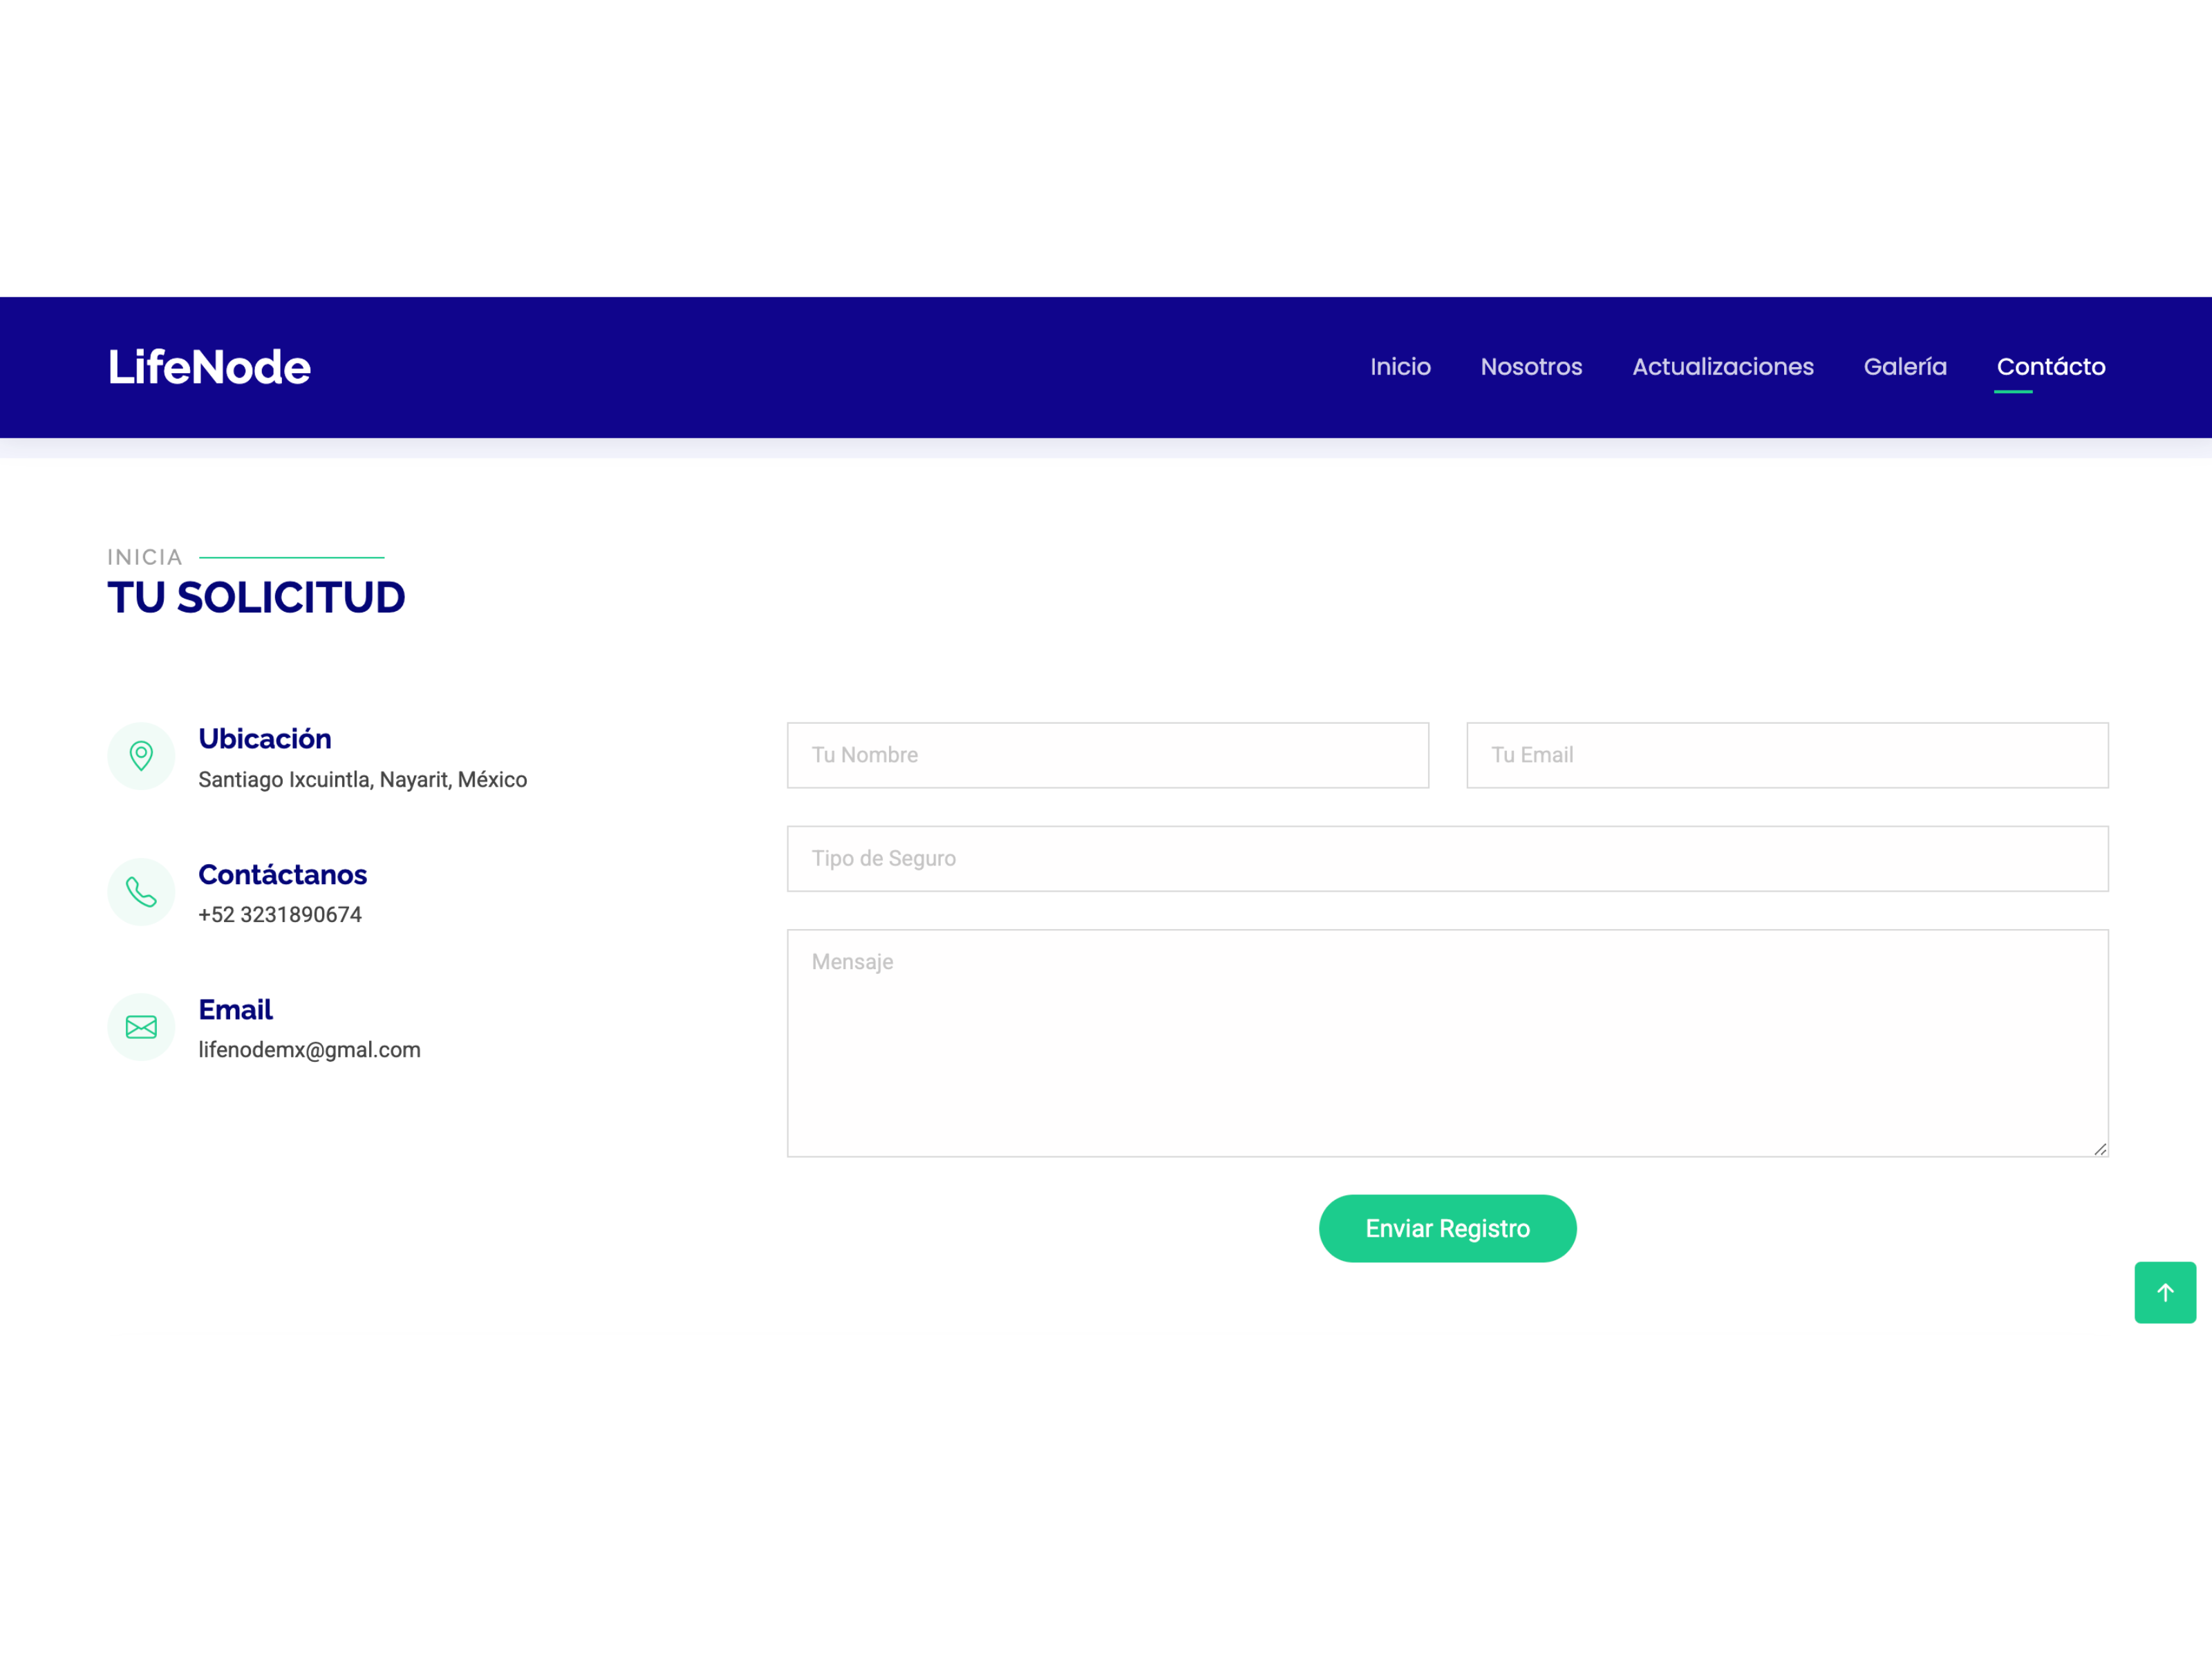 LifeNode
Inicio Nosotros Actualizaciones Galería Contácto
INICIA
TU SOLICITUD
Ubicación
Santiago Ixcuintla, Nayarit, México
Contáctanos
+52 3231890674
Email
lifenodemx@gmal.com
Tu Nombre
Tu Email
Tipo de Seguro
Mensaje
Enviar Registro